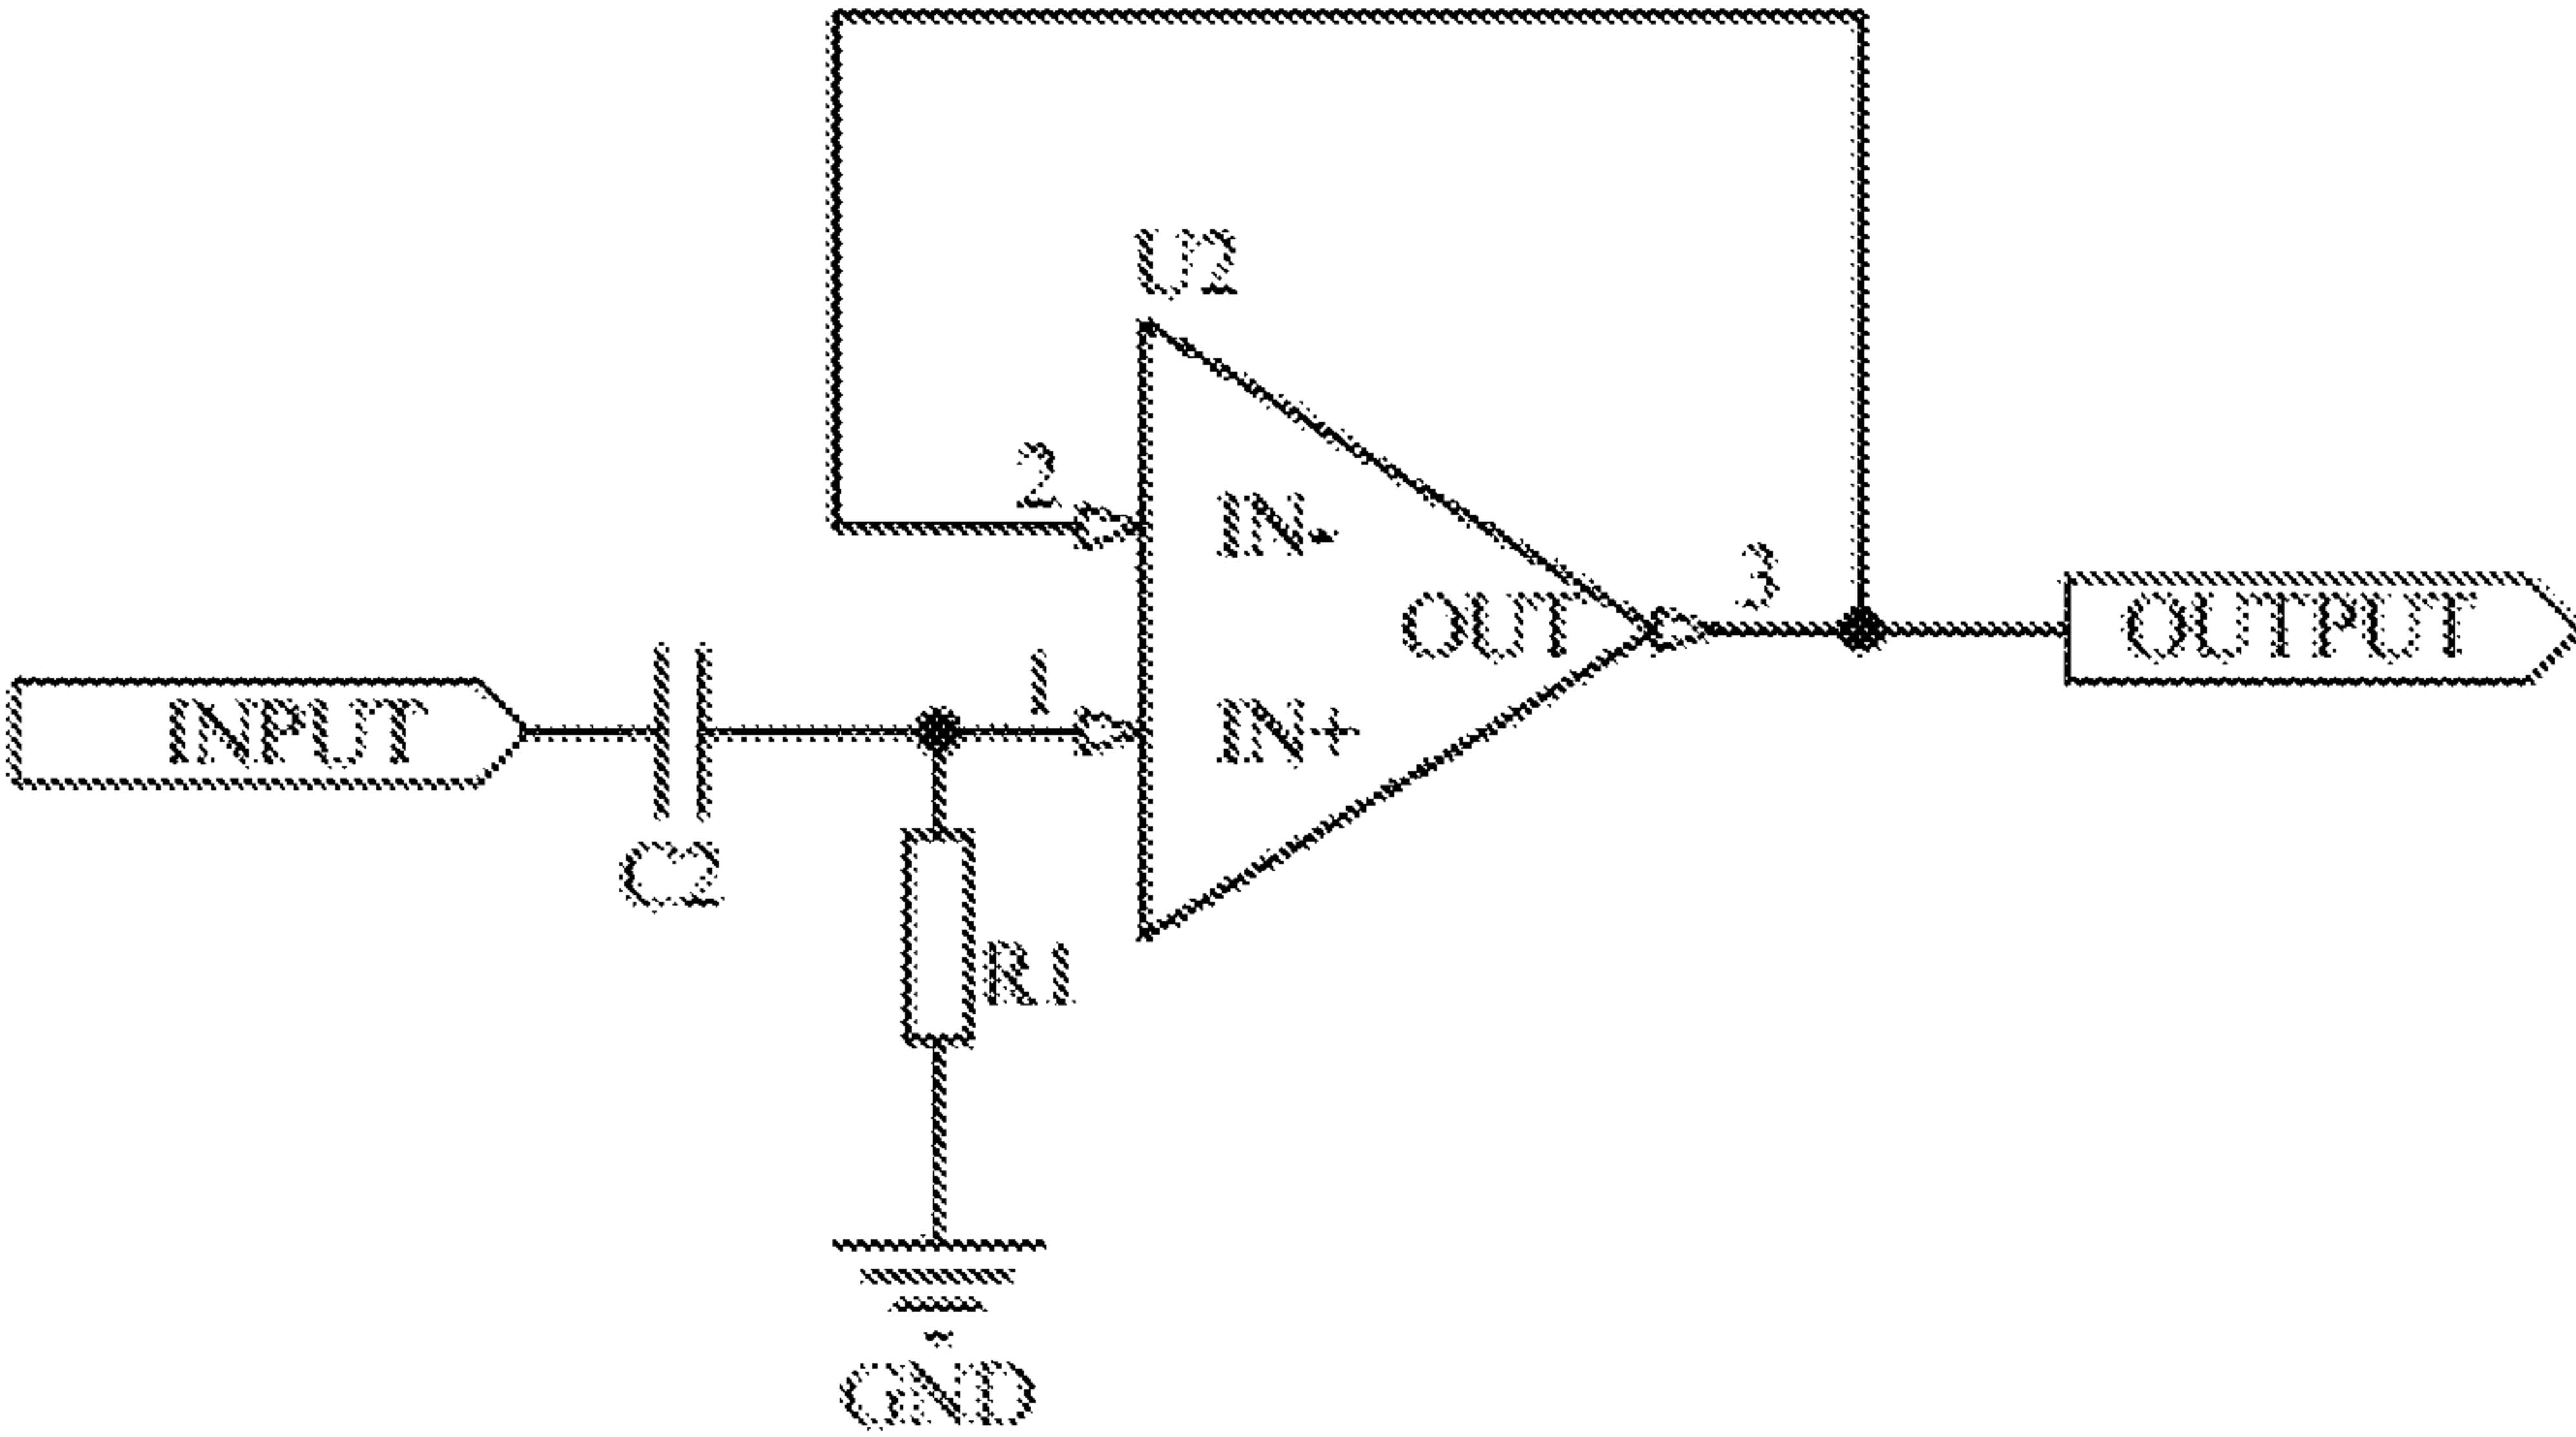 U2
2
IN-
3
OUT
OUTPUT
1
INPUT
IN+
C2
R1
GND